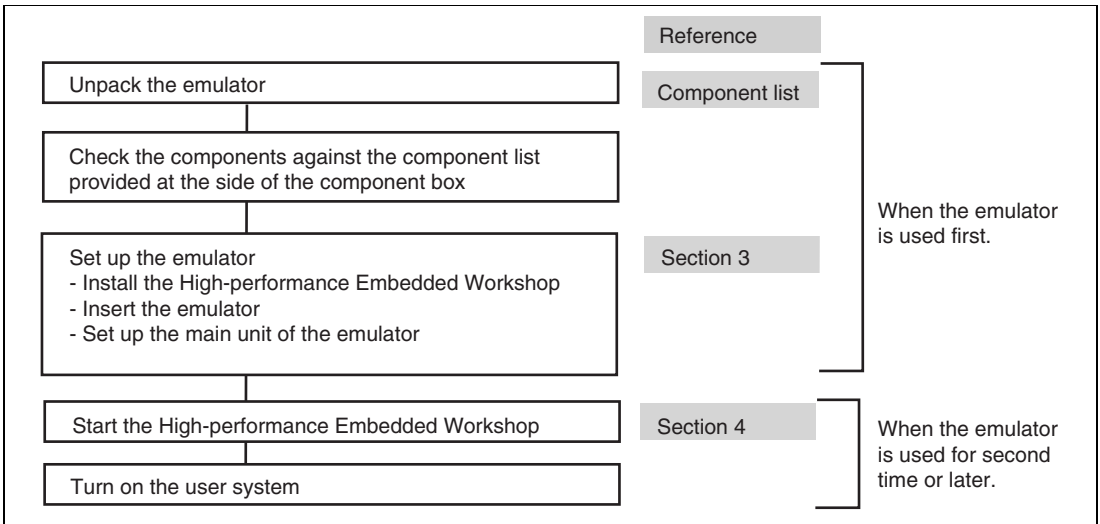 Reference
Unpack the emulator
Component list
Check the components against the component list
provided at the side of the component box
When the emulator
is used first.
Set up the emulator
- Install the High-performance Embedded Workshop
- Insert the emulator
- Set up the main unit of the emulator
Section 3
Start the High-performance Embedded Workshop
Section 4
When the emulator
is used for second
time or later.
Turn on the user system